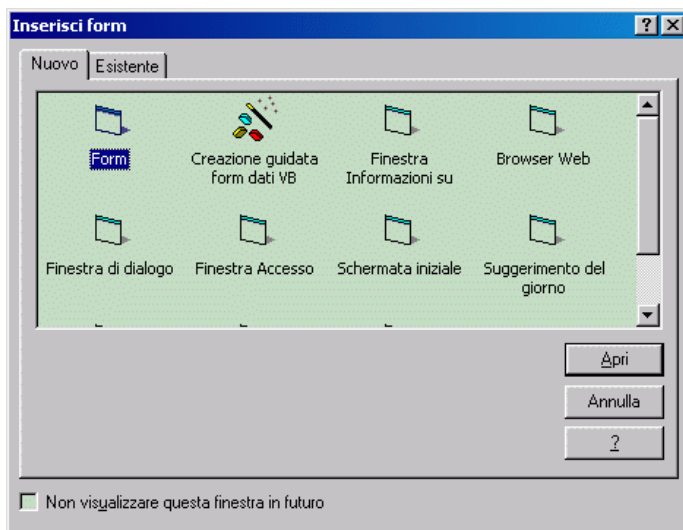 Inserisci form
Nuovo
Esistente
Form
Creazione guidata
form dati VB
Finestra
Informazioni su
Browser Web
Finestra di dialogo
Finestra Accesso
Schermata iniziale
Suggerimento del
giorno
Apri
Annulla
?
Non visualizzare questa finestra in futuro